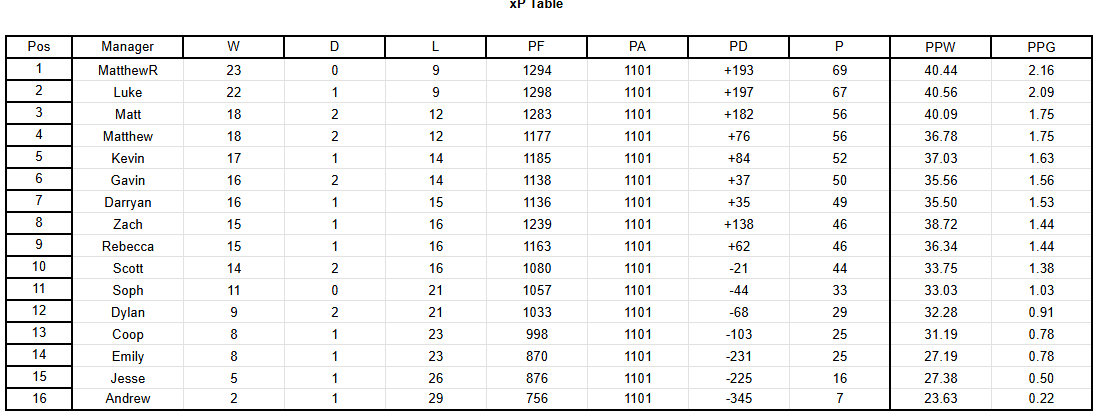 xP Table
Pos Manager W D L PF PA PD P PPW PPG
1 MatthewR 23 0 9 1294 1101 +193 69 40.44 2.16
2 Luke 22 1 9 1298 1101 +197 67 40.56 2.09
3 Matt 18 2 12 1283 1101 +182 56 40.09 1.75
4 Matthew 18 2 12 1177 1101 +76 56 36.78 1.75
5 Kevin 17 1 14 1185 1101 +84 52 37.03 1.63
6 Gavin 16 2 14 1138 1101 +37 50 35.56 1.56
7 Darryan 16 1 15 1136 1101 +35 49 35.50 1.53
8 Zach 15 1 16 1239 1101 +138 46 38.72 1.44
9 Rebecca 15 1 16 1163 1101 +62 46 36.34 1.44
10 Scott 14 2 16 1080 1101 -21 44 33.75 1.38
11 Soph 11 0 21 1057 1101 -44 33 33.03 1.03
12 Dylan 9 2 21 1033 1101 -68 29 32.28 0.91
13 Coop 8 1 23 998 1101 -103 25 31.19 0.78
14 Emily 8 1 23 870 1101 -231 25 27.19 0.78
15 Jesse 5 1 26 876 1101 -225 16 27.38 0.50
16 Andrew 2 1 29 756 1101 -345 7 23.63 0.22